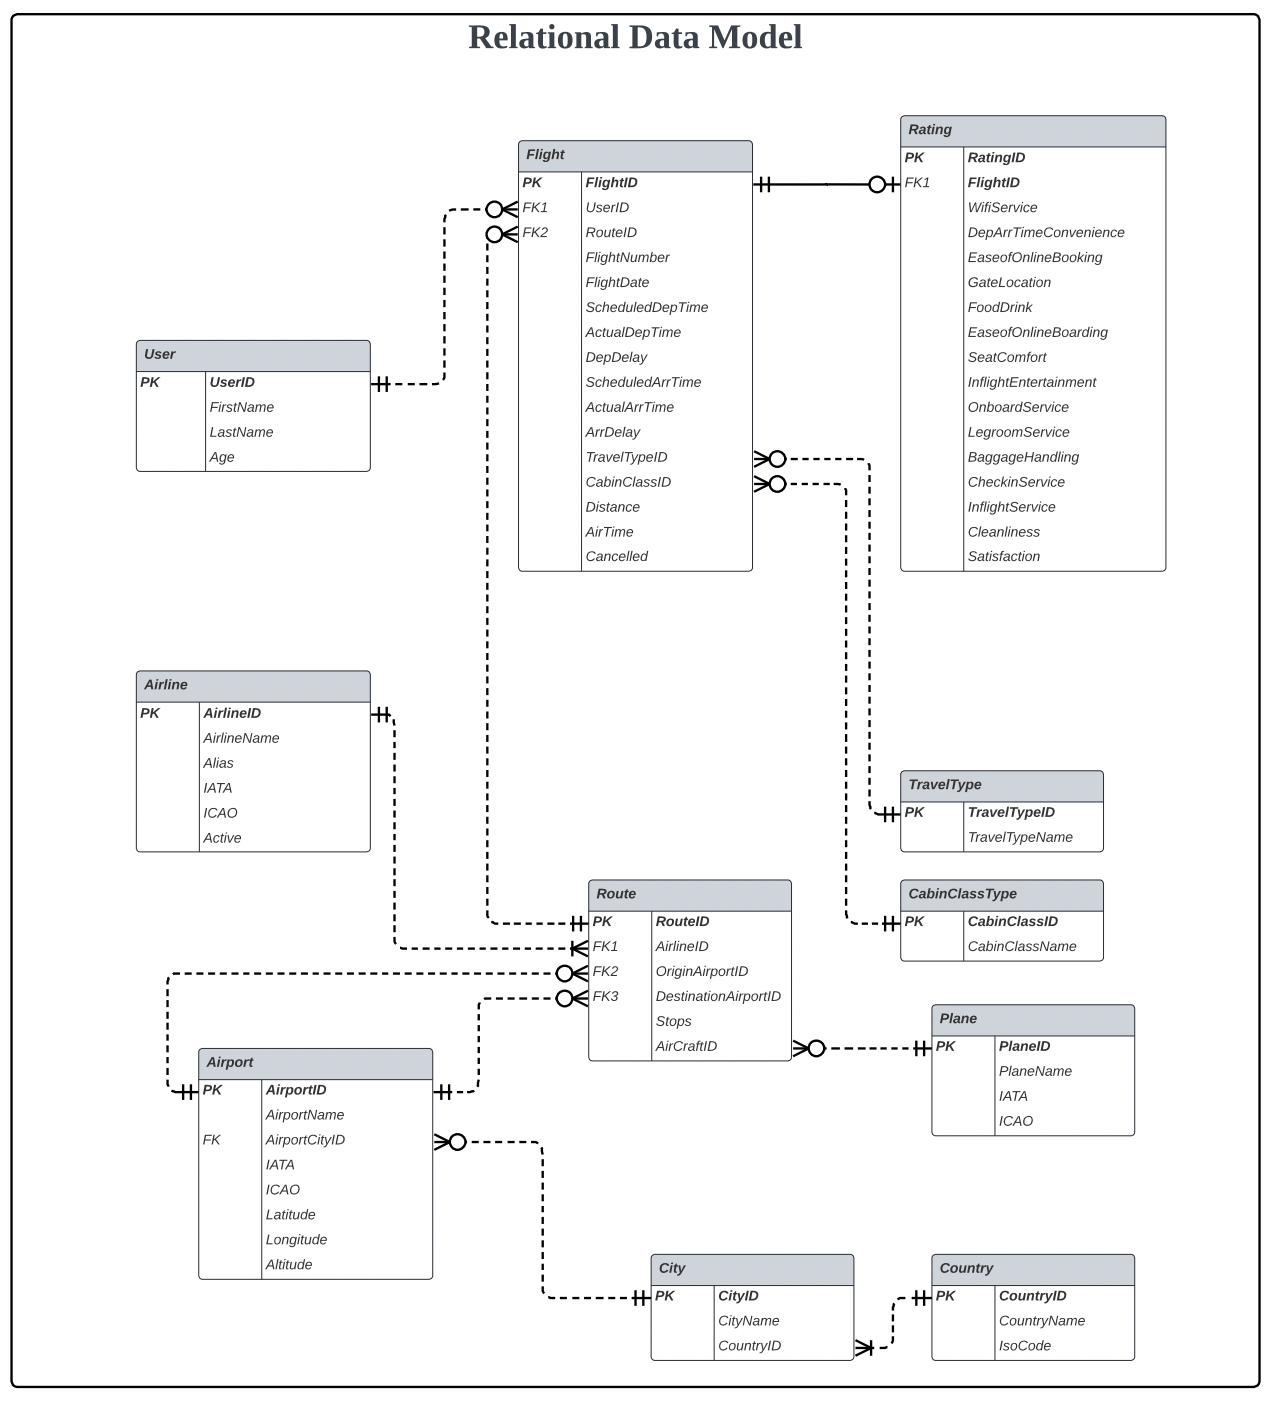 Relational Data Model
Flight
PK FlightID
FK1 UserID
FK2 RouteID
FlightNumber
FlightDate
ScheduledDepTime
ActualDepTime
DepDelay
ScheduledArrTime
ActualArrTime
ArrDelay
TravelTypeID
CabinClassID
Distance
AirTime
Cancelled
Rating
PK RatingID
FK1 FlightID
WifiService
DepArrTimeConvenience
EaseofOnlineBooking
GateLocation
FoodDrink
EaseofOnlineBoarding
SeatComfort
InflightEntertainment
OnboardService
LegroomService
BaggageHandling
CheckinService
InflightService
Cleanliness
Satisfaction
User
PK UserID
FirstName
LastName
Age
Airline
PK AirlineID
AirlineName
Alias
IATA
ICAO
Active
TravelType
PK TravelTypeID
TravelTypeName
Route
PK RouteID
FK1 AirlineID
FK2 OriginAirportID
FK3 DestinationAirportID
Stops
AirCraftID
CabinClassType
PK CabinClassID
CabinClassName
Plane
PK PlaneID
PlaneName
IATA
ICAO
Airport
PK AirportID
AirportName
FK AirportCityID
IATA
ICAO
Latitude
Longitude
Altitude
City
PK CityID
CityName
CountryID
Country
PK CountryID
CountryName
IsoCode